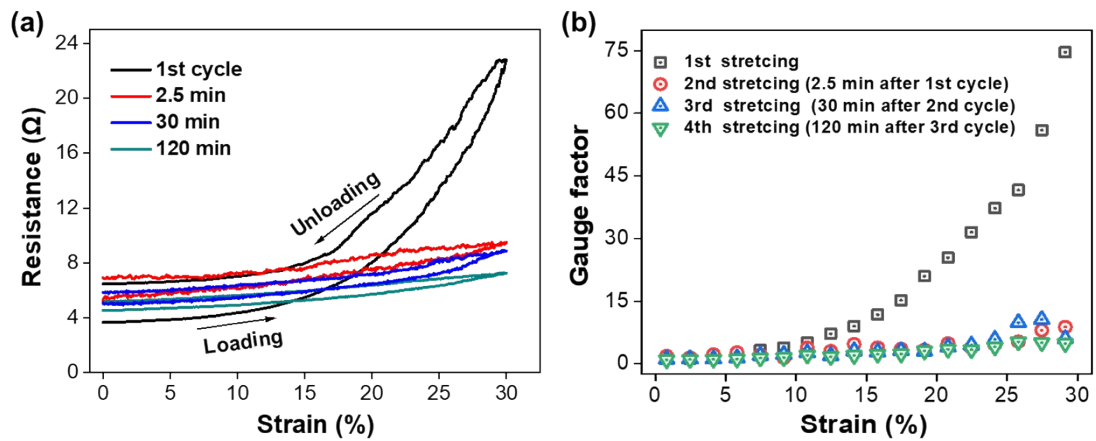 (a)
24
20
16
12
8
4
0
0 5 10 15 20 25 30
Resistance (Ω)
Strain (%)
1st cycle
2.5 min
30 min
120 min
Unloading
Loading
(b)
75
60
45
30
15
0
0 5 10 15 20 25 30
Gauge factor
Strain (%)
1st stretcing
2nd stretcing (2.5 min after 1st cycle)
3rd stretcing (30 min after 2nd cycle)
4th stretcing (120 min after 3rd cycle)